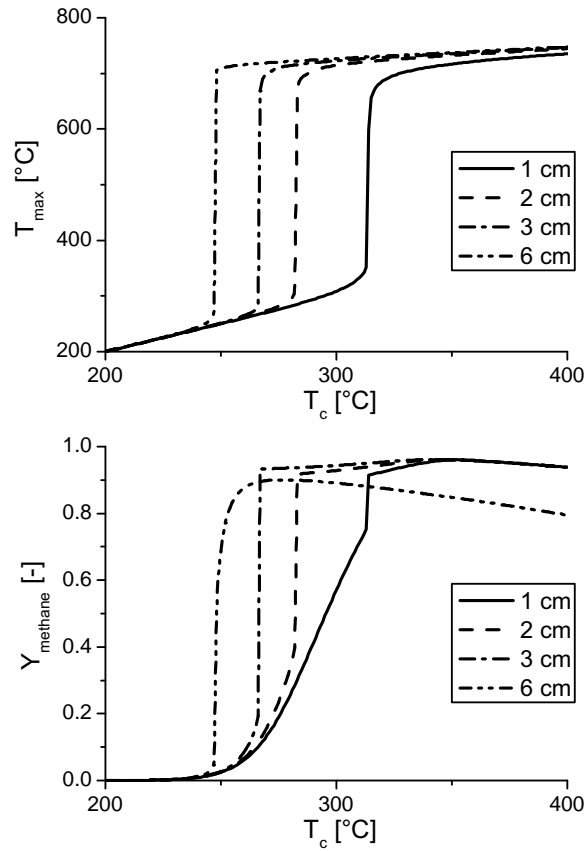 800
600
400
200
T_max [°C]
1 cm
2 cm
3 cm
6 cm
200
300
400
T_c [°C]
1.0
0.8
0.6
0.4
0.2
0.0
Y_methane [-]
1 cm
2 cm
3 cm
6 cm
200
300
400
T_c [°C]